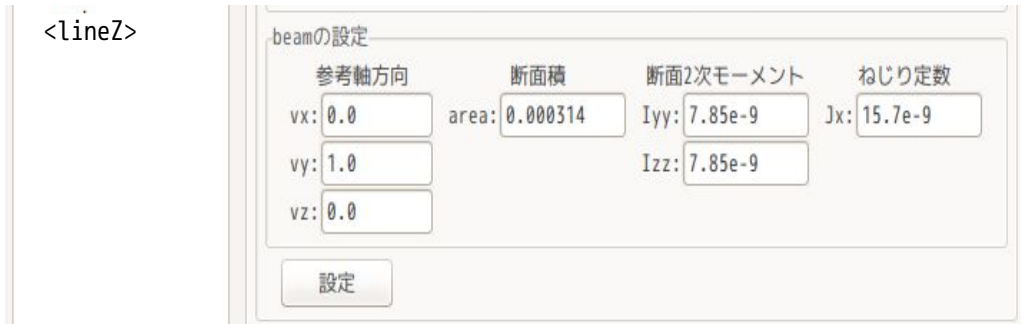 <lineZ>
beamの設定
参考軸方向 断面積 断面2次モーメント ねじり定数
vx: 0.0 area: 0.000314 Iyy: 7.85e-9 Jx: 15.7e-9
vy: 1.0 Izz: 7.85e-9
vz: 0.0
設定